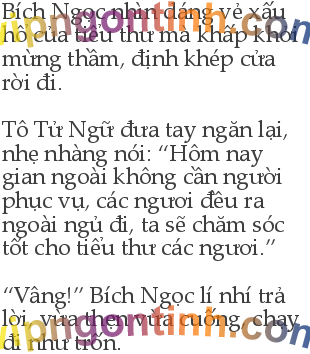 Bích Ngọc nhìn dáng vẻ xấu
hổ của tiểu thư mà khấp khởi
mừng thầm, định khép cửa
rời đi.
Tô Tử Ngữ đưa tay ngăn lại,
nhẹ nhàng nói: “Hôm nay
gian ngoài không cần người
phục vụ, các ngươi đều ra
ngoài ngủ đi, ta sẽ chăm sóc
tốt cho tiểu thư các ngươi.”
“Vâng!” Bích Ngọc lí nhí trả
lời, vừa thẹn vừa cuống, chạy
đi như trốn.